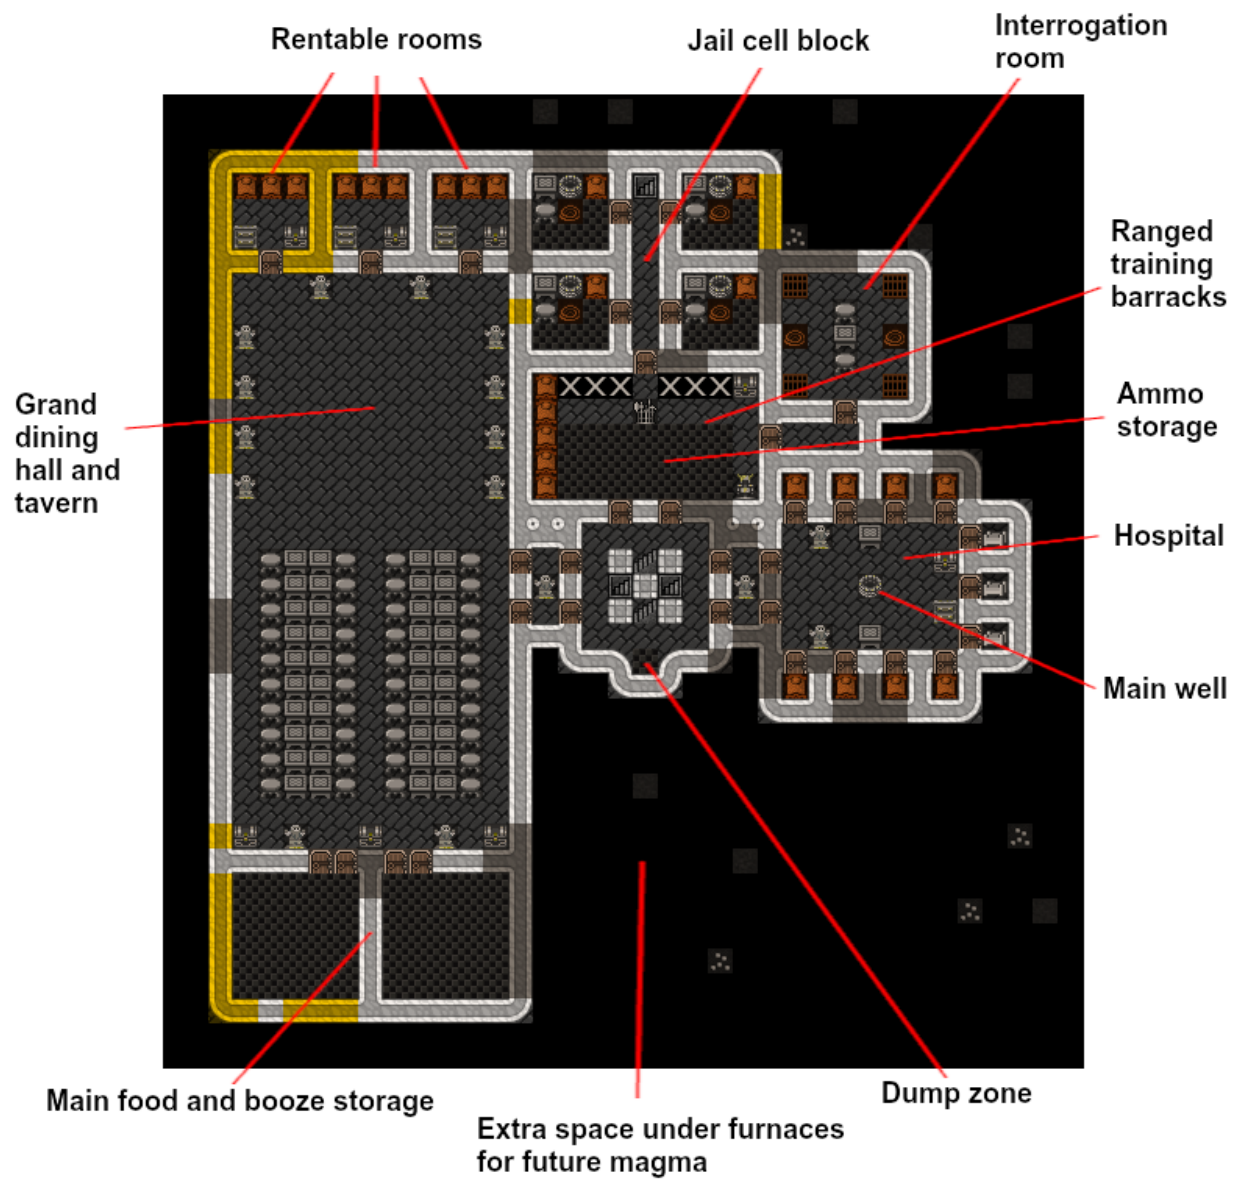 Rentable rooms
Jail cell block
Interrogation
room
Ranged
training
barracks
Grand
dining
hall and
tavern
Ammo
storage
Hospital
Main well
Main food and booze storage
Dump zone
Extra space under furnaces
for future magma